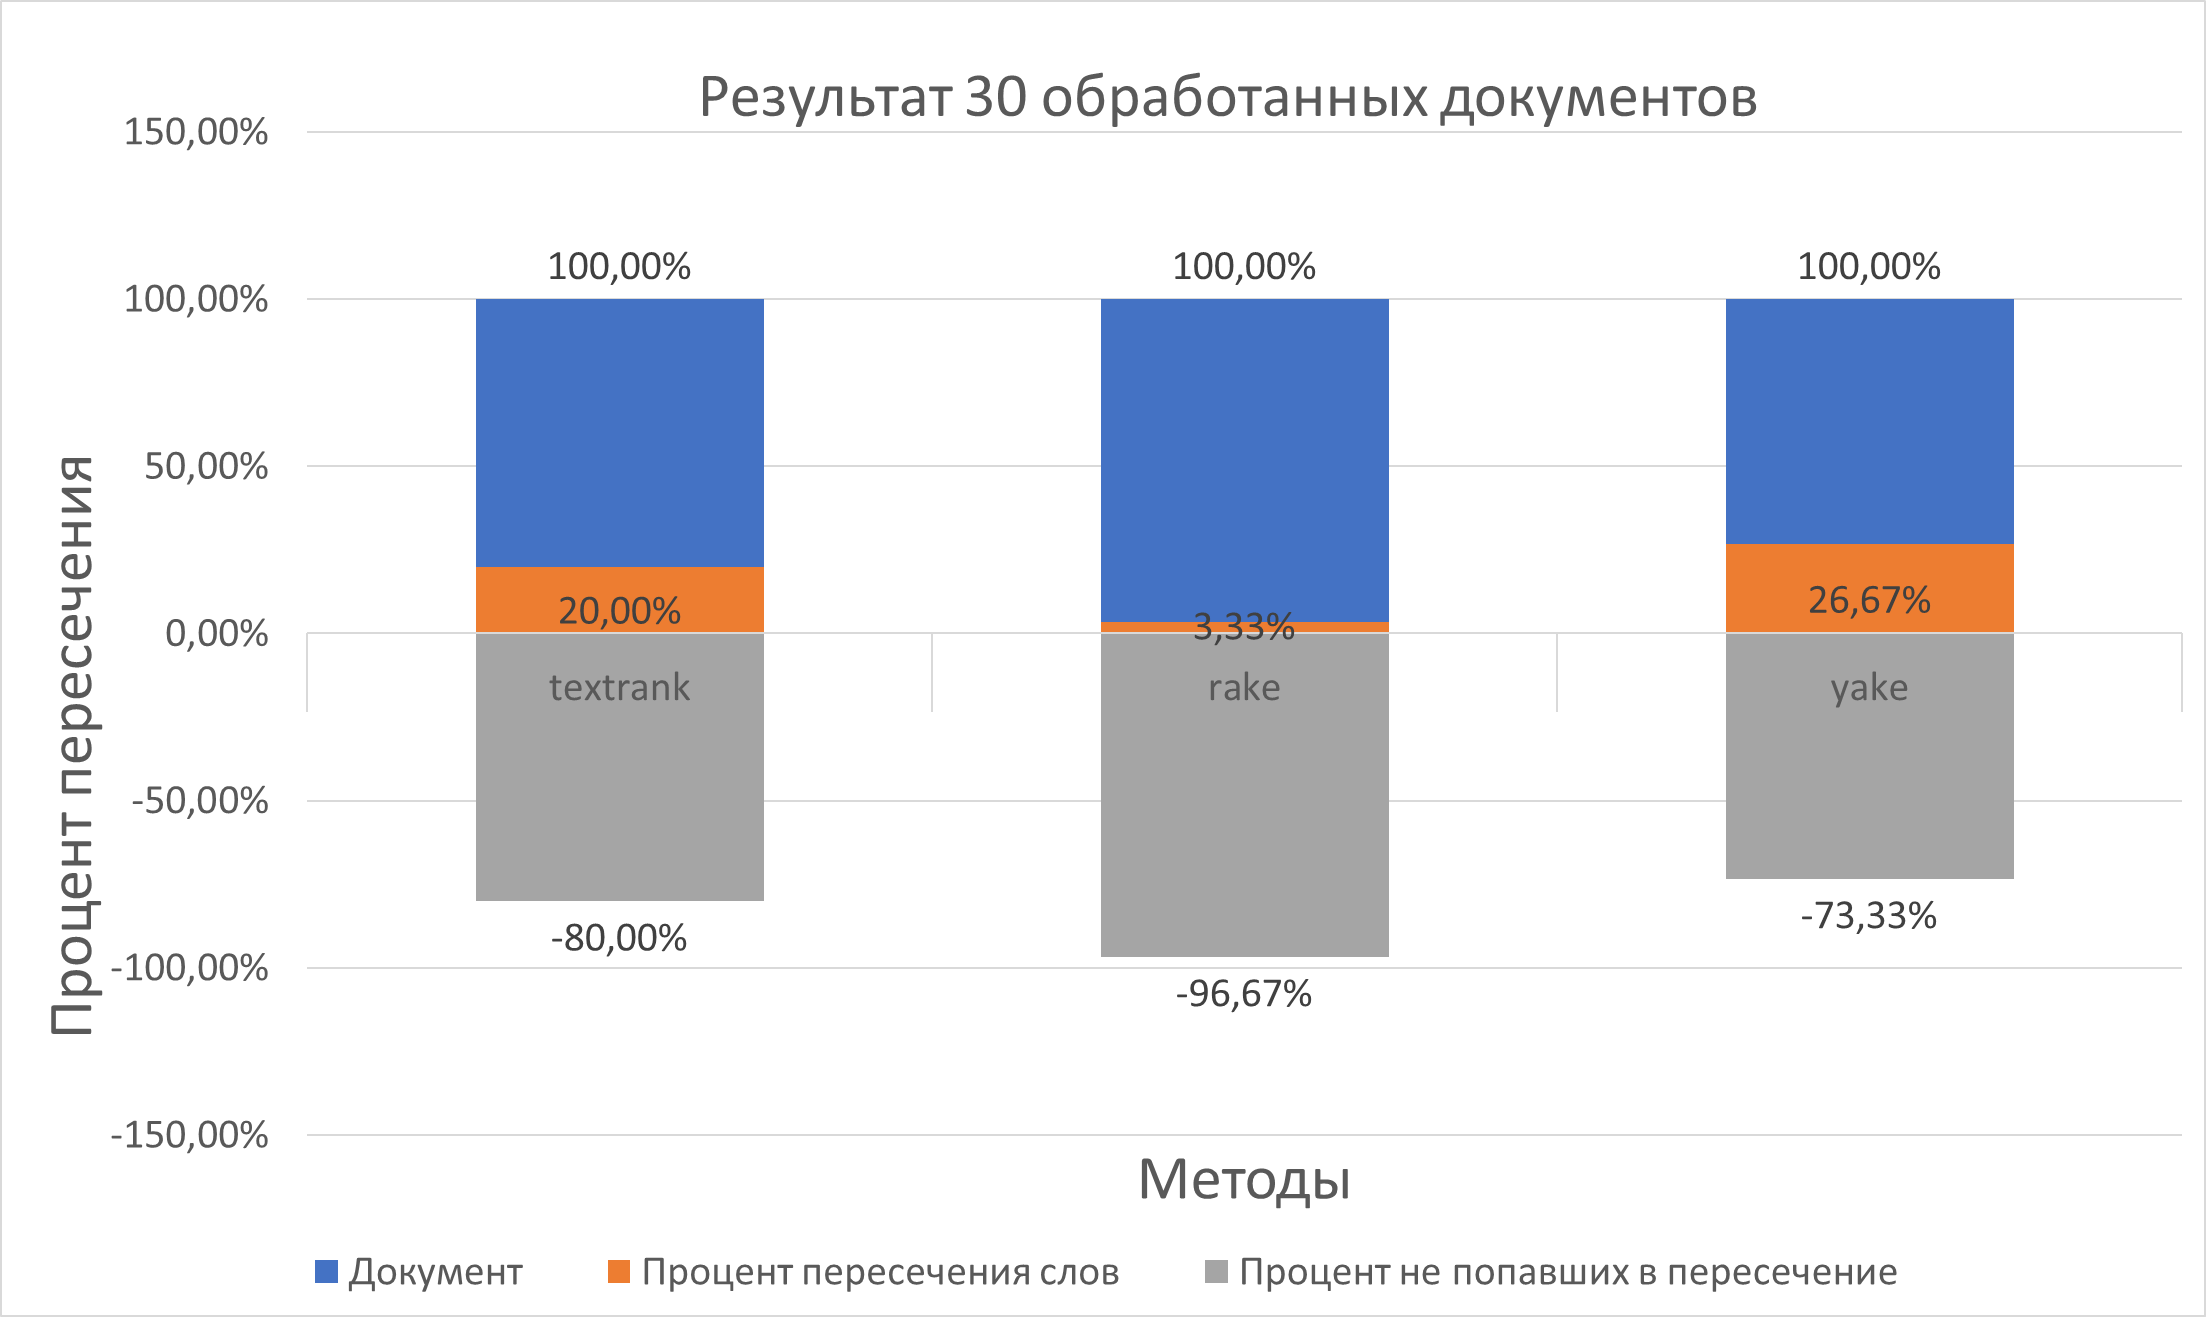 Результат 30 обработанных документов
150,00%
100,00%
50,00%
0,00%
-50,00%
-100,00%
-150,00%
Процент пересечения
100,00%
100,00%
100,00%
20,00%
3,33%
26,67%
textrank
rake
yake
-80,00%
-96,67%
-73,33%
Методы
Документ
Процент пересечения слов
Процент не попавших в пересечение